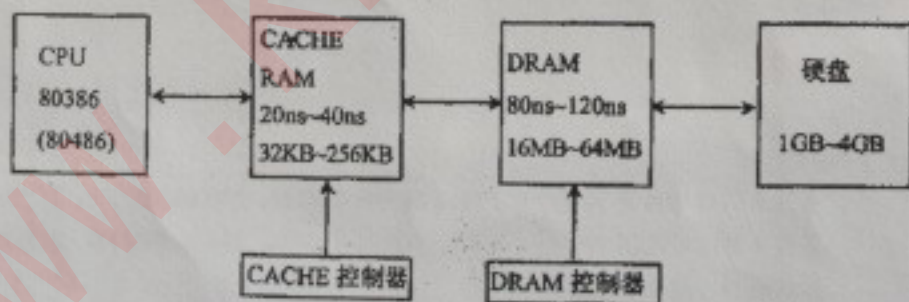 CPU
80386
(80486)
CACHE
RAM
20ns~40ns
32KB~256KB
DRAM
80ns~120ns
16MB~64MB
硬盘
1GB~4GB
CACHE 控制器
DRAM 控制器